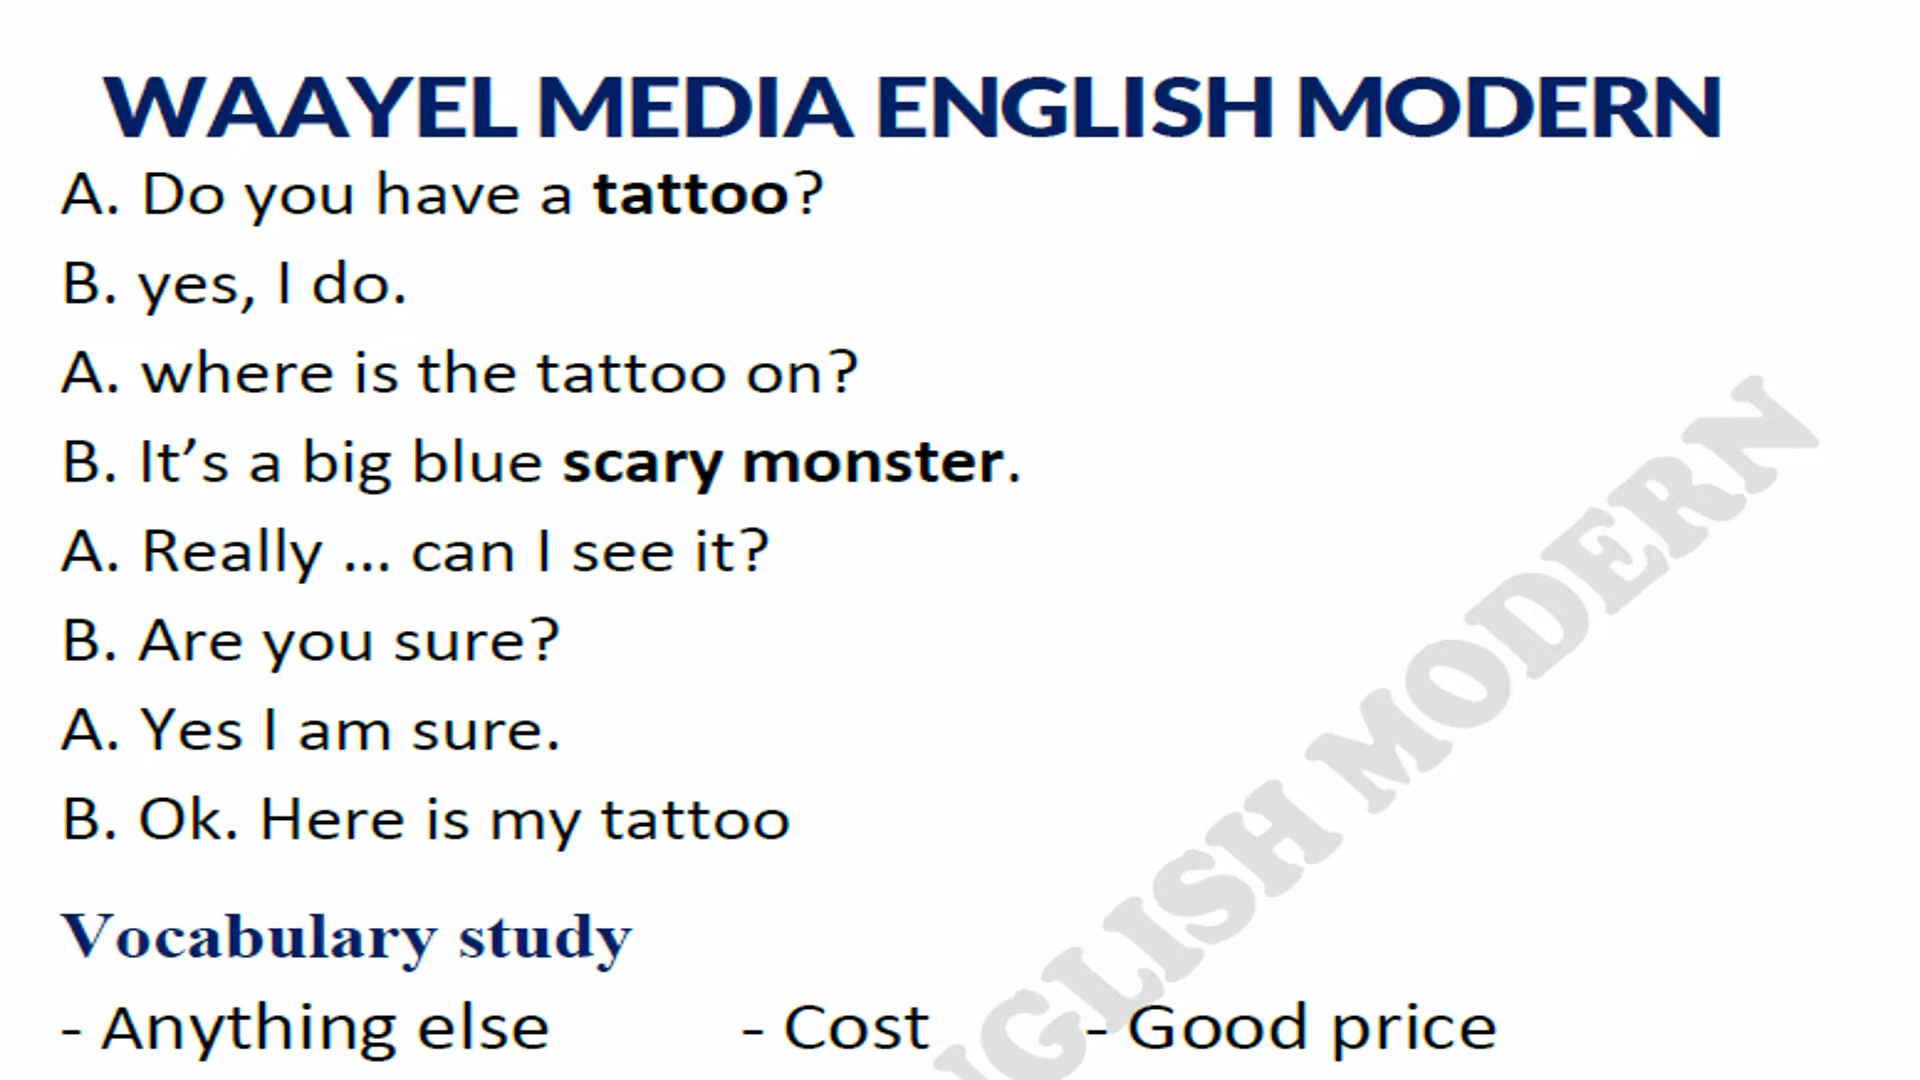 WAAYEL MEDIA ENGLISH MODERN
A. Do you have a tattoo?
B. yes, I do.
A. where is the tattoo on?
B. It’s a big blue scary monster.
A. Really ... can I see it?
B. Are you sure?
A. Yes I am sure.
B. Ok. Here is my tattoo
Vocabulary study
- Anything else - Cost - Good price
NGLISH MODERN